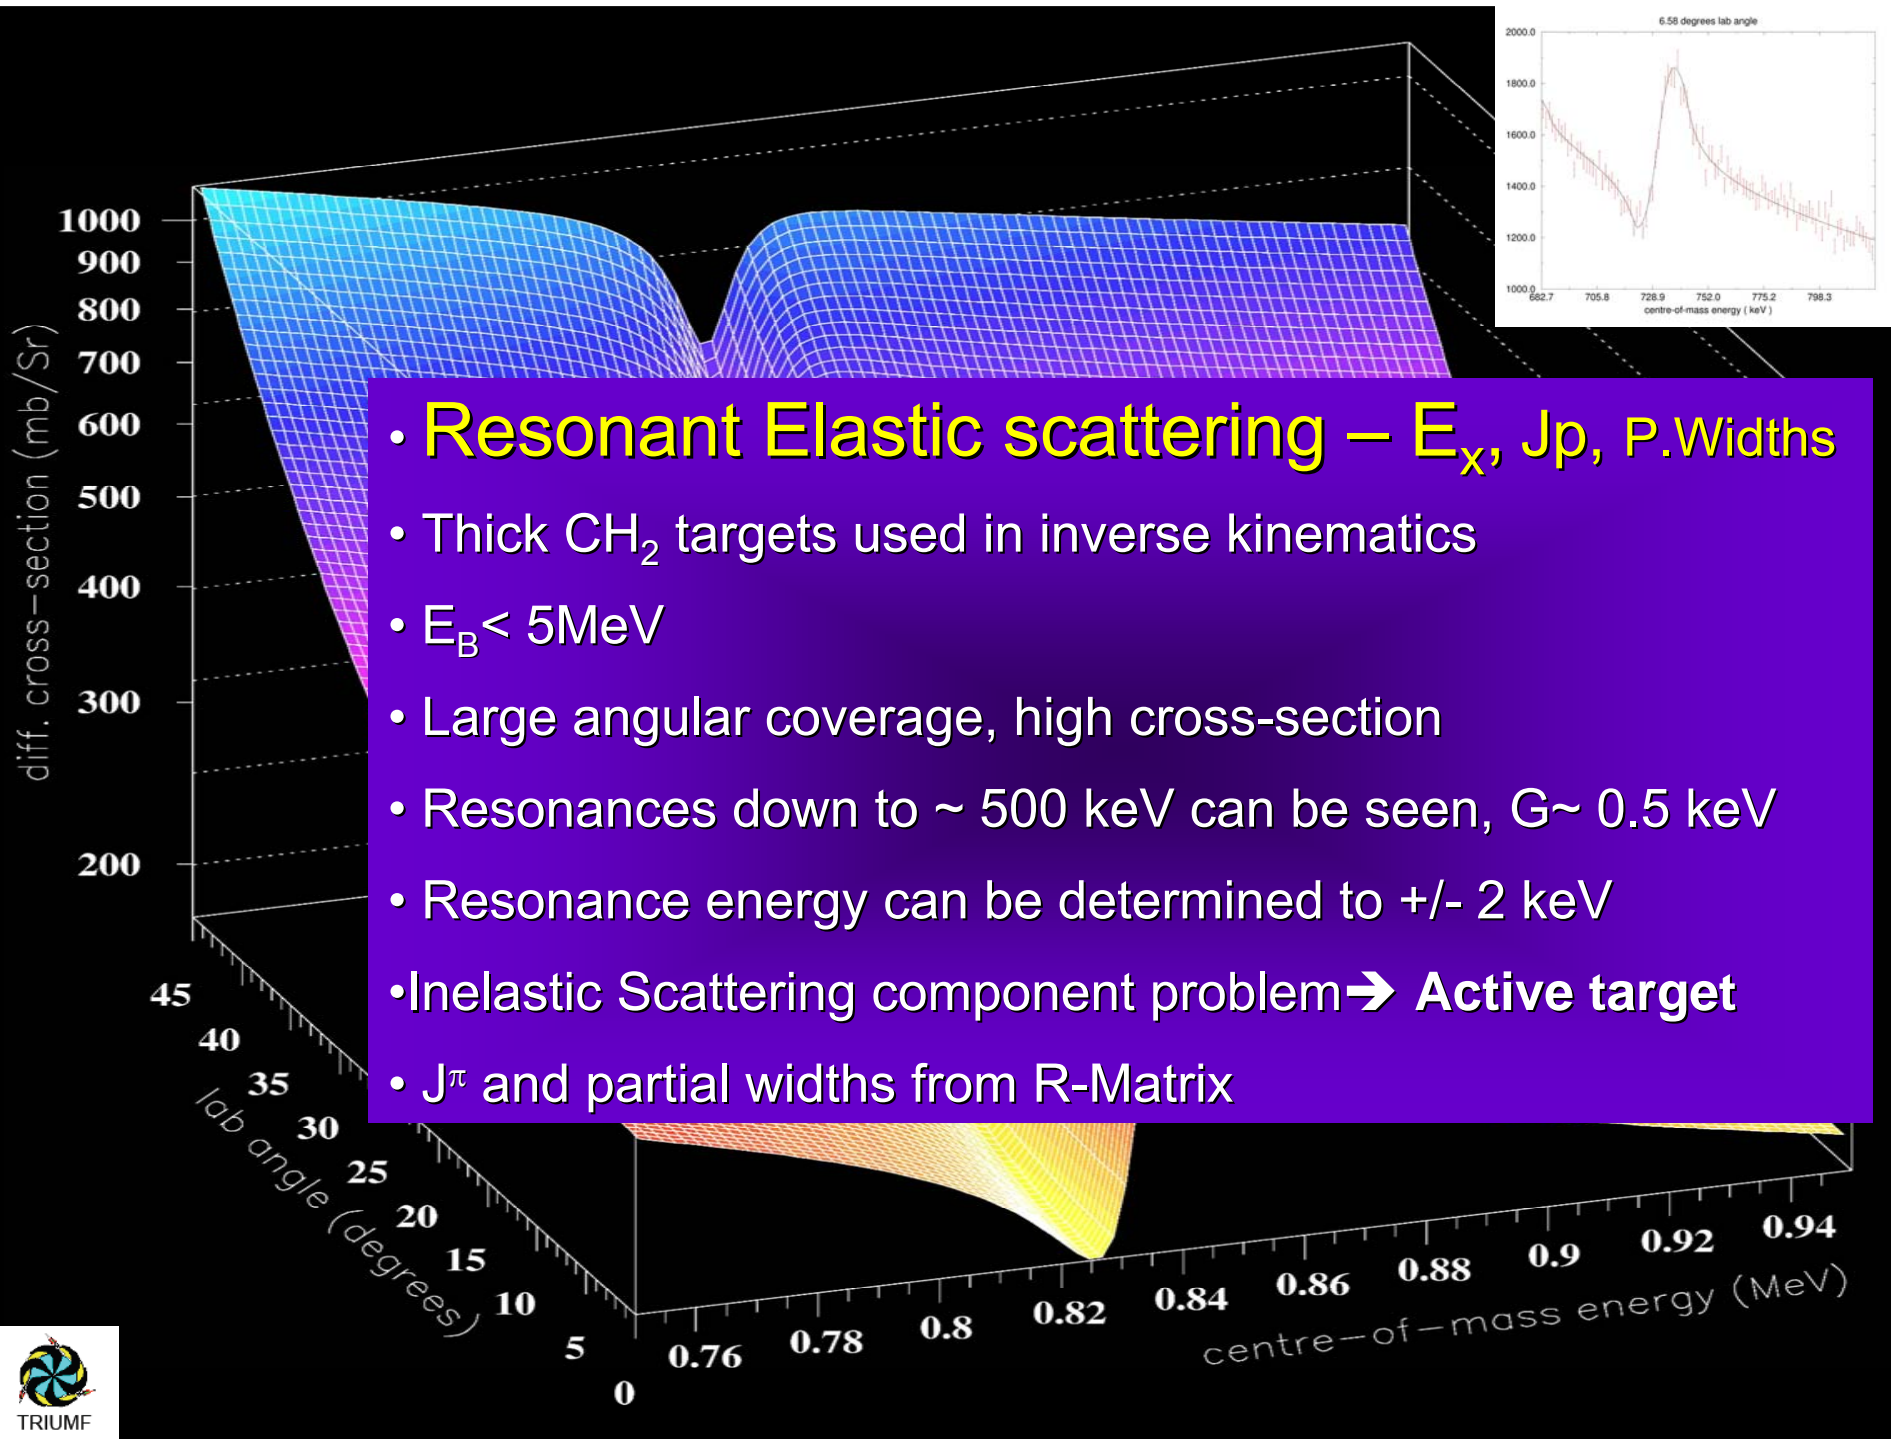 6.58 degrees lab angle
2000.0
1800.0
1600.0
1400.0
1200.0
1000.0
682.7 705.8 728.9 752.0 775.2 798.3
centre-of-mass energy ( keV )
diff. cross-section (mb/Sr)
1000
900
800
700
600
500
400
300
200
• Resonant Elastic scattering – Ex, Jp, P.Widths
• Thick CH2 targets used in inverse kinematics
• EB< 5MeV
• Large angular coverage, high cross-section
• Resonances down to ~ 500 keV can be seen, G~ 0.5 keV
• Resonance energy can be determined to +/- 2 keV
•Inelastic Scattering component problem➔ Active target
• Jπ and partial widths from R-Matrix
45
40
35
30
25
20
15
10
5
0
lab angle (degrees)
0.76 0.78 0.8 0.82 0.84 0.86 0.88 0.9 0.92 0.94
centre-of-mass energy (MeV)
TRIUMF